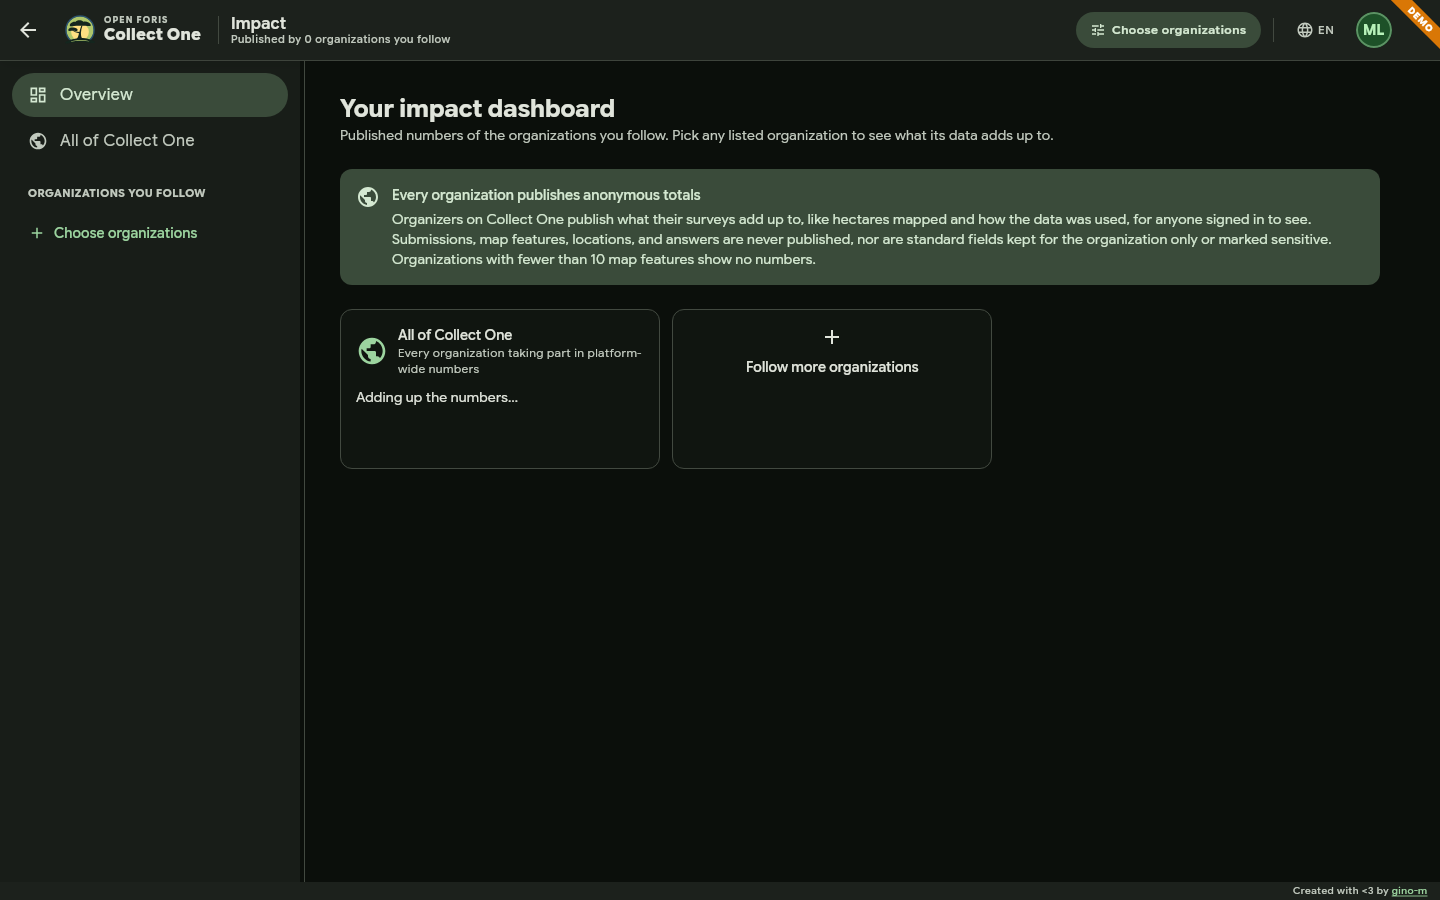 OPEN FORIS
Collect One
Impact
Published by 0 organizations you follow
Choose organizations
EN
ML
DEMO
Overview
All of Collect One
ORGANIZATIONS YOU FOLLOW
Choose organizations
Your impact dashboard
Published numbers of the organizations you follow. Pick any listed organization to see what its data adds up to.
Every organization publishes anonymous totals
Organizers on Collect One publish what their surveys add up to, like hectares mapped and how the data was used, for anyone signed in to see.
Submissions, map features, locations, and answers are never published, nor are standard fields kept for the organization only or marked sensitive.
Organizations with fewer than 10 map features show no numbers.
All of Collect One
Every organization taking part in platform-
wide numbers
Adding up the numbers...
Follow more organizations
Created with <3 by gino-m